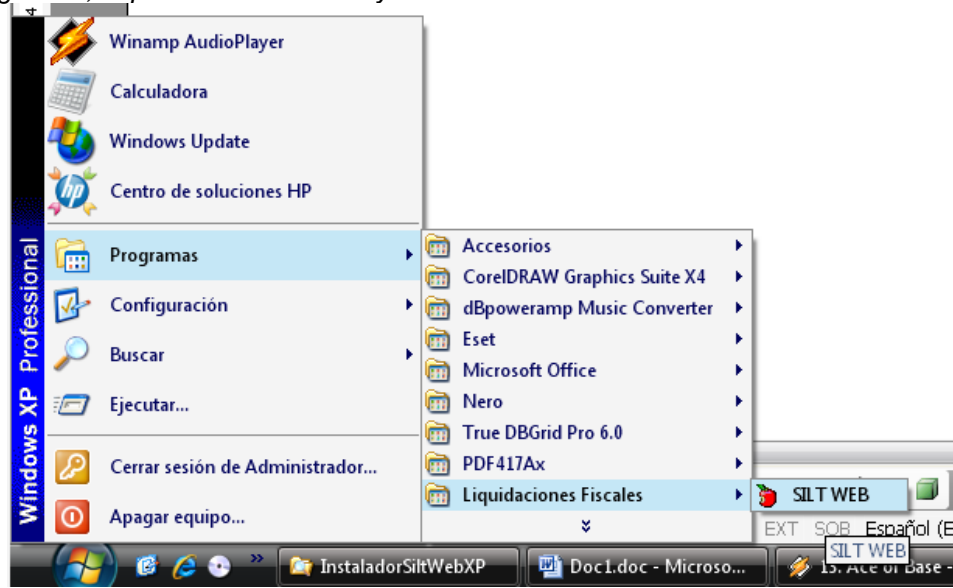 Winamp AudioPlayer
Calculadora
Windows Update
Centro de soluciones HP
Programas
Configuración
Buscar
Ejecutar...
Cerrar sesión de Administrador...
Apagar equipo...
Windows XP Professional
Accesorios
CorelDRAW Graphics Suite X4
dBpoweramp Music Converter
Eset
Microsoft Office
Nero
True DBGrid Pro 6.0
PDF417Ax
Liquidaciones Fiscales
SILT WEB
EXT SOB Español (E
SILT WEB
InstaladorSiltWebXP
Doc1.doc - Microso...
13. Ace of Base -